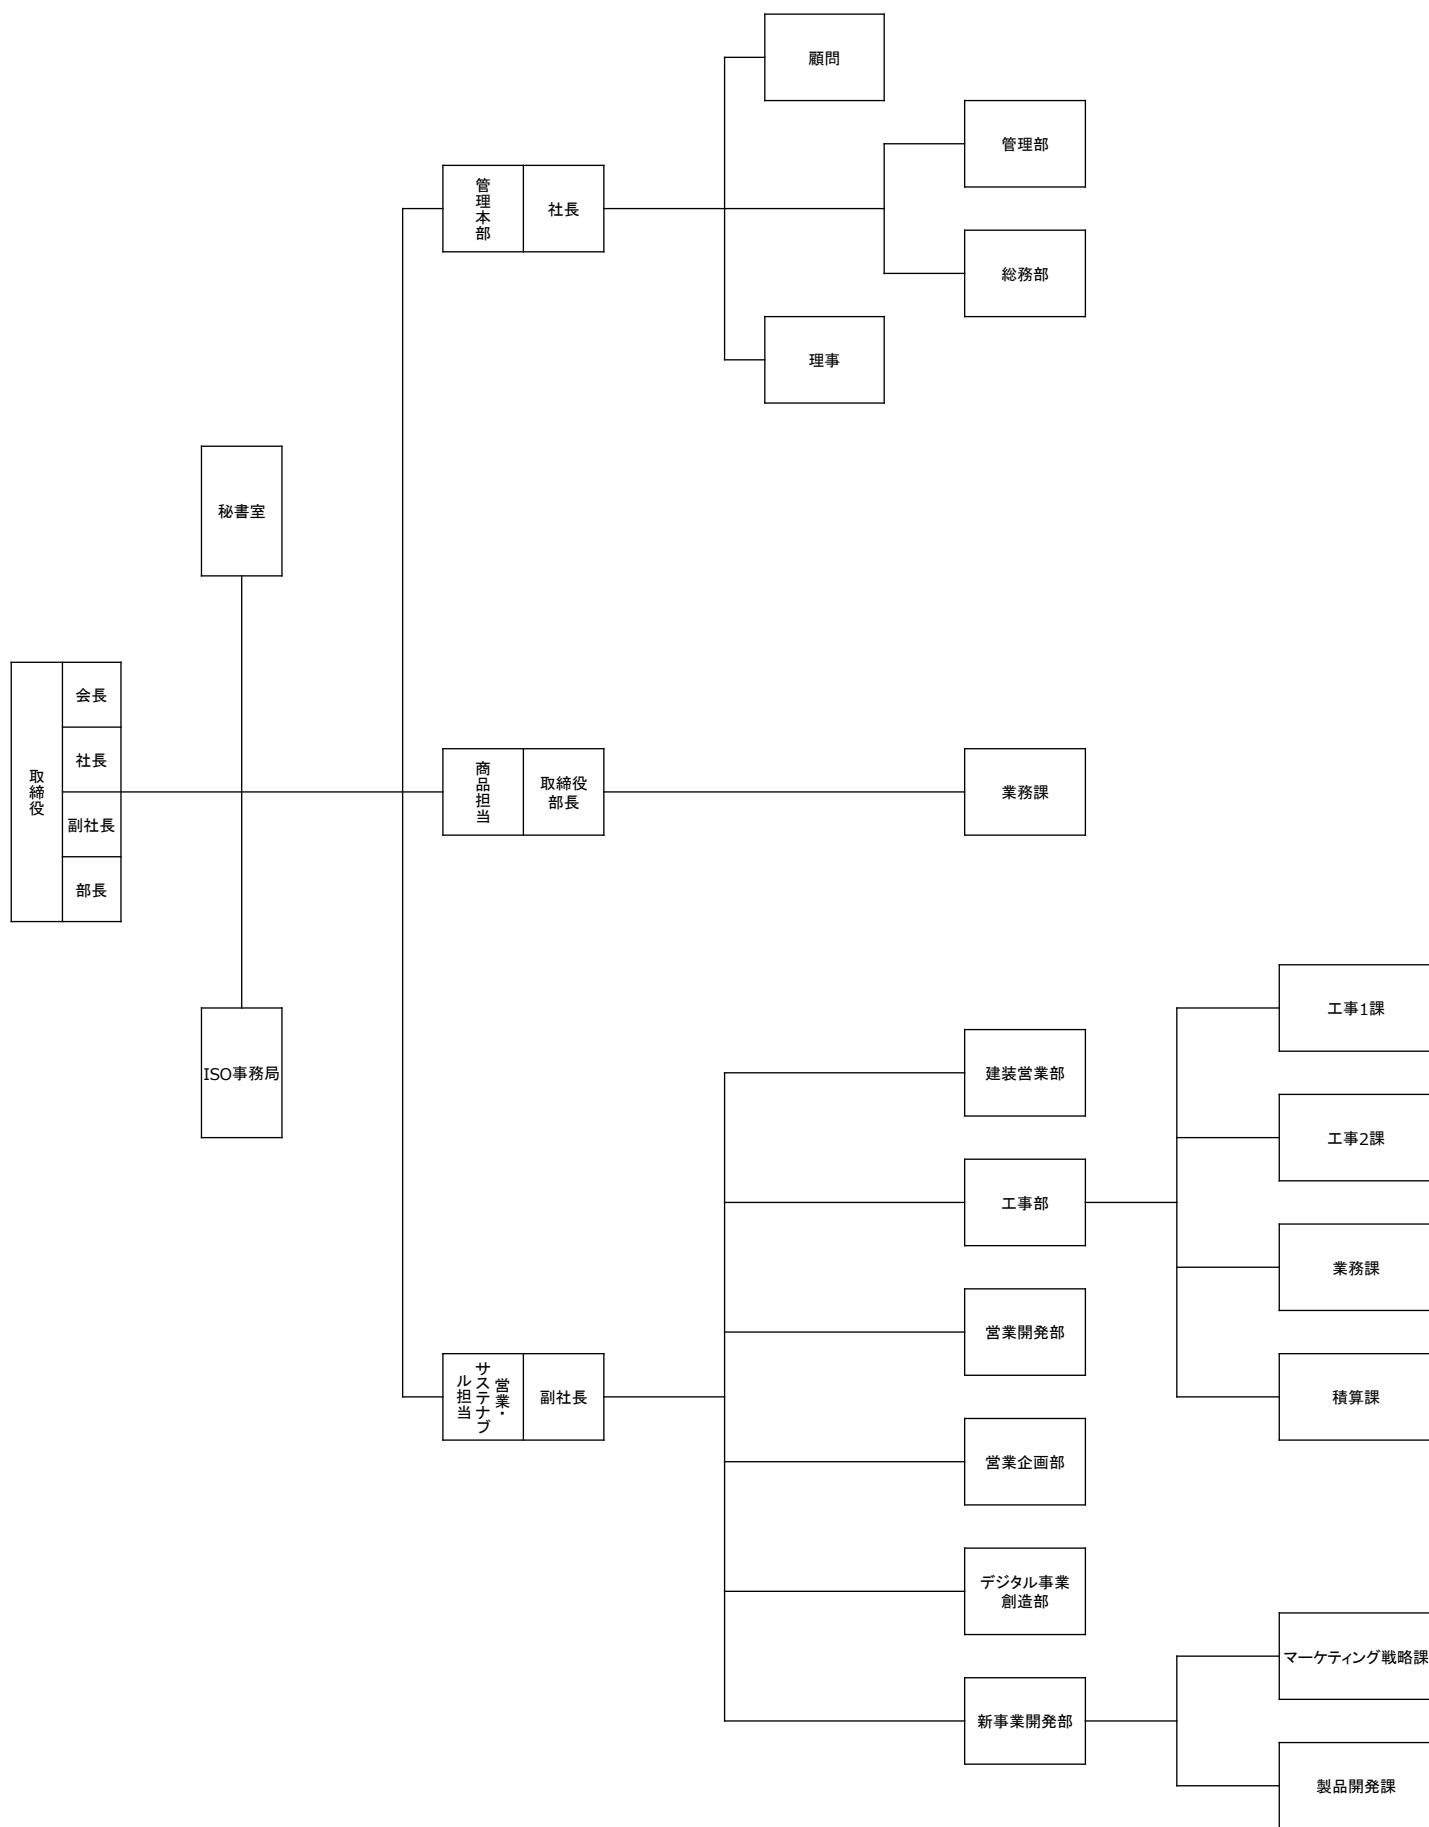 取締役
会長
社長
副社長
部長
秘書室
ISO事務局
管理本部
社長
顧問
管理部
総務部
理事
商品担当
取締役
部長
業務課
営業・
サステナブ
ル担当
副社長
建装営業部
工事部
工事1課
工事2課
業務課
積算課
営業開発部
営業企画部
デジタル事業
創造部
新事業開発部
マーケティング戦略課
製品開発課